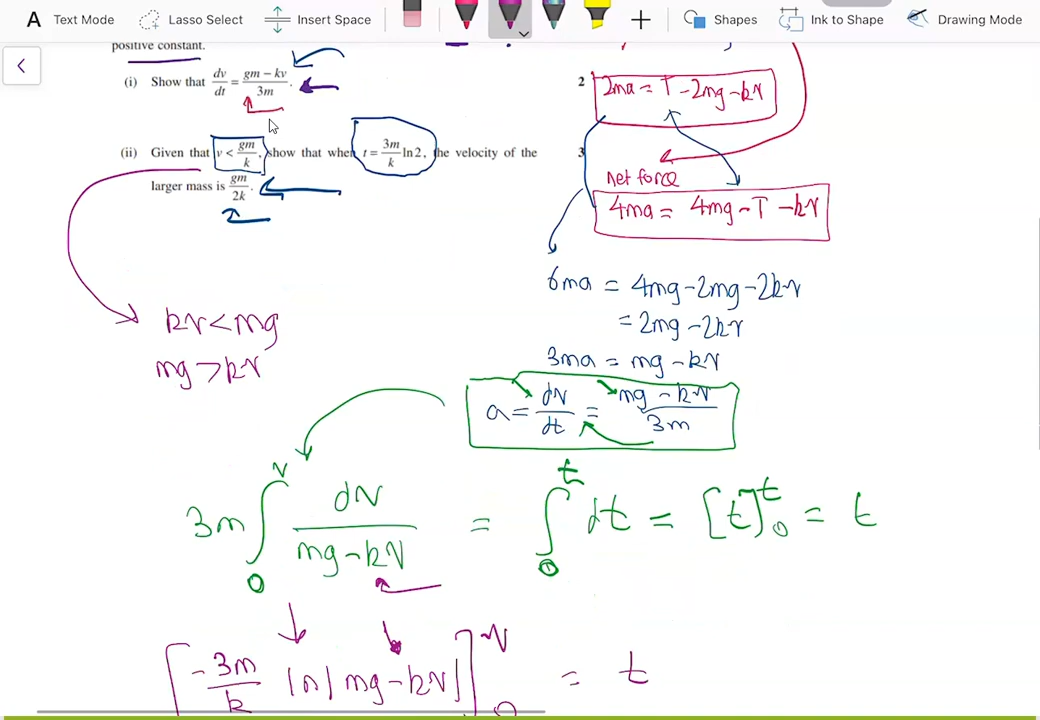 A Text Mode Lasso Select Insert Space Shapes Ink to Shape Drawing Mode
positive constant.
(i) Show that dv/dt = gm − kv/3m. 2
2ma = T − 2mg − kv
(ii) Given that v < gm/k, show that when t = 3m/k ln 2, the velocity of the 3
larger mass is gm/2k.
net force
4ma = 4mg − T − kv
6ma = 4mg − 2mg − 2kv
= 2mg − 2kv
kv < mg
mg > kv
3ma = mg − kv
a = dv/dt = mg − kv/3m
3m ∫₀ᵛ dv/mg − kv = ∫₀ᵗ dt = [t]₀ᵗ = t
[−3m/k ln|mg − kv|]₀ᵛ = t